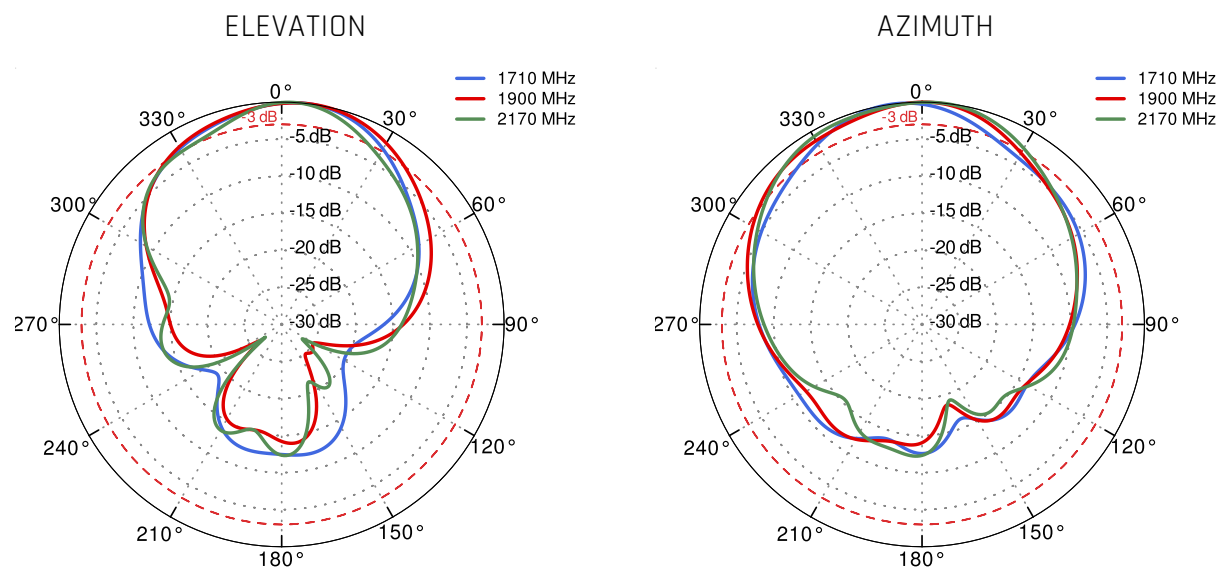 ELEVATION
1710 MHz
1900 MHz
2170 MHz
0°
330°
-3 dB
30°
-5 dB
-10 dB
300°
-15 dB
60°
-20 dB
-25 dB
270°
-30 dB
90°
240°
120°
210°
150°
180°
AZIMUTH
1710 MHz
1900 MHz
2170 MHz
0°
330°
-3 dB
30°
-5 dB
-10 dB
300°
-15 dB
60°
-20 dB
-25 dB
270°
-30 dB
90°
240°
120°
210°
150°
180°